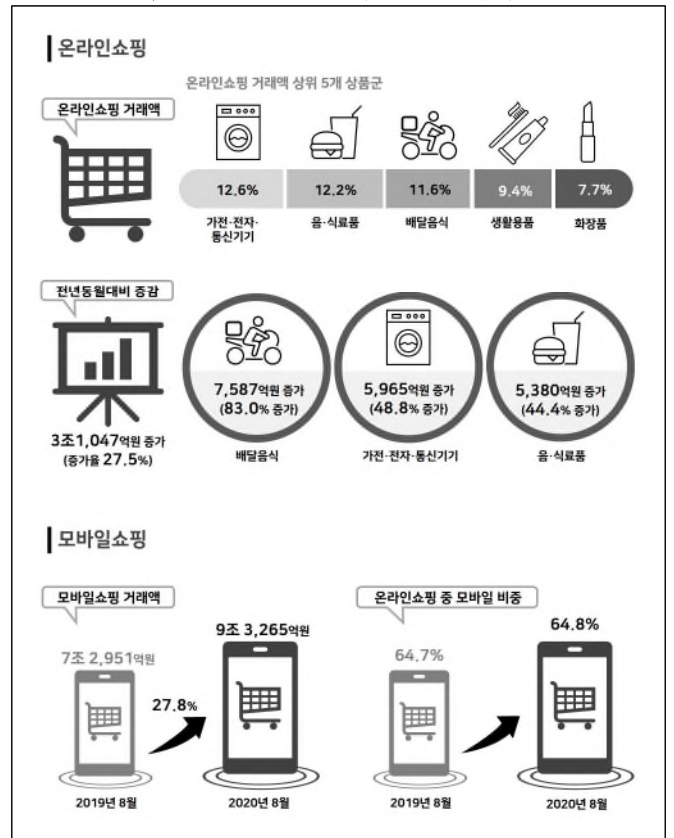 온라인쇼핑
온라인쇼핑 거래액 상위 5개 상품군
온라인쇼핑 거래액
12.6% 12.2% 11.6% 9.4% 7.7%
가전·전자· 음·식료품 배달음식 생활용품 화장품
통신기기
전년동월대비 증감
7,587억원 증가 5,965억원 증가 5,380억원 증가
(83.0% 증가) (48.8% 증가) (44.4% 증가)
3조1,047억원 증가
(증가율 27.5%)
배달음식 가전·전자·통신기기 음·식료품
모바일쇼핑
모바일쇼핑 거래액 온라인쇼핑 중 모바일 비중
9조 3,265억원 64.8%
7조 2,951억원 64.7%
27.8%
2019년 8월 2020년 8월 2019년 8월 2020년 8월